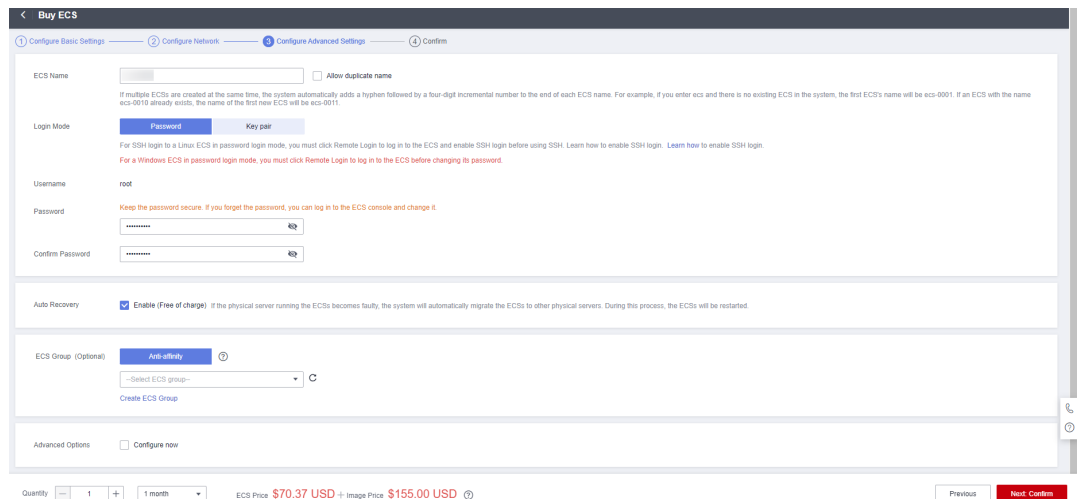 Buy ECS
1 Configure Basic Settings 2 Configure Network 3 Configure Advanced Settings 4 Confirm
ECS Name Allow duplicate name
If multiple ECSs are created at the same time, the system automatically adds a hyphen followed by a four-digit incremental number to the end of each ECS name. For example, if you enter ecs and there is no existing ECS in the system, the first ECS's name will be ecs-0001. If an ECS with the name
ecs-0010 already exists, the name of the first new ECS will be ecs-0011.
Login Mode Password Key pair
For SSH login to a Linux ECS in password login mode, you must click Remote Login to log in to the ECS and enable SSH login before using SSH. Learn how to enable SSH login. Learn how to enable SSH login.
For a Windows ECS in password login mode, you must click Remote Login to log in to the ECS before changing its password.
Username root
Password Keep the password secure. If you forget the password, you can log in to the ECS console and change it.
Confirm Password
Auto Recovery Enable (Free of charge) If the physical server running the ECSs becomes faulty, the system will automatically migrate the ECSs to other physical servers. During this process, the ECSs will be restarted.
ECS Group (Optional) Anti-affinity
--Select ECS group--
Create ECS Group
Advanced Options Configure now
Quantity 1 1 month ECS Price $70.37 USD + Image Price $155.00 USD Previous Next: Confirm